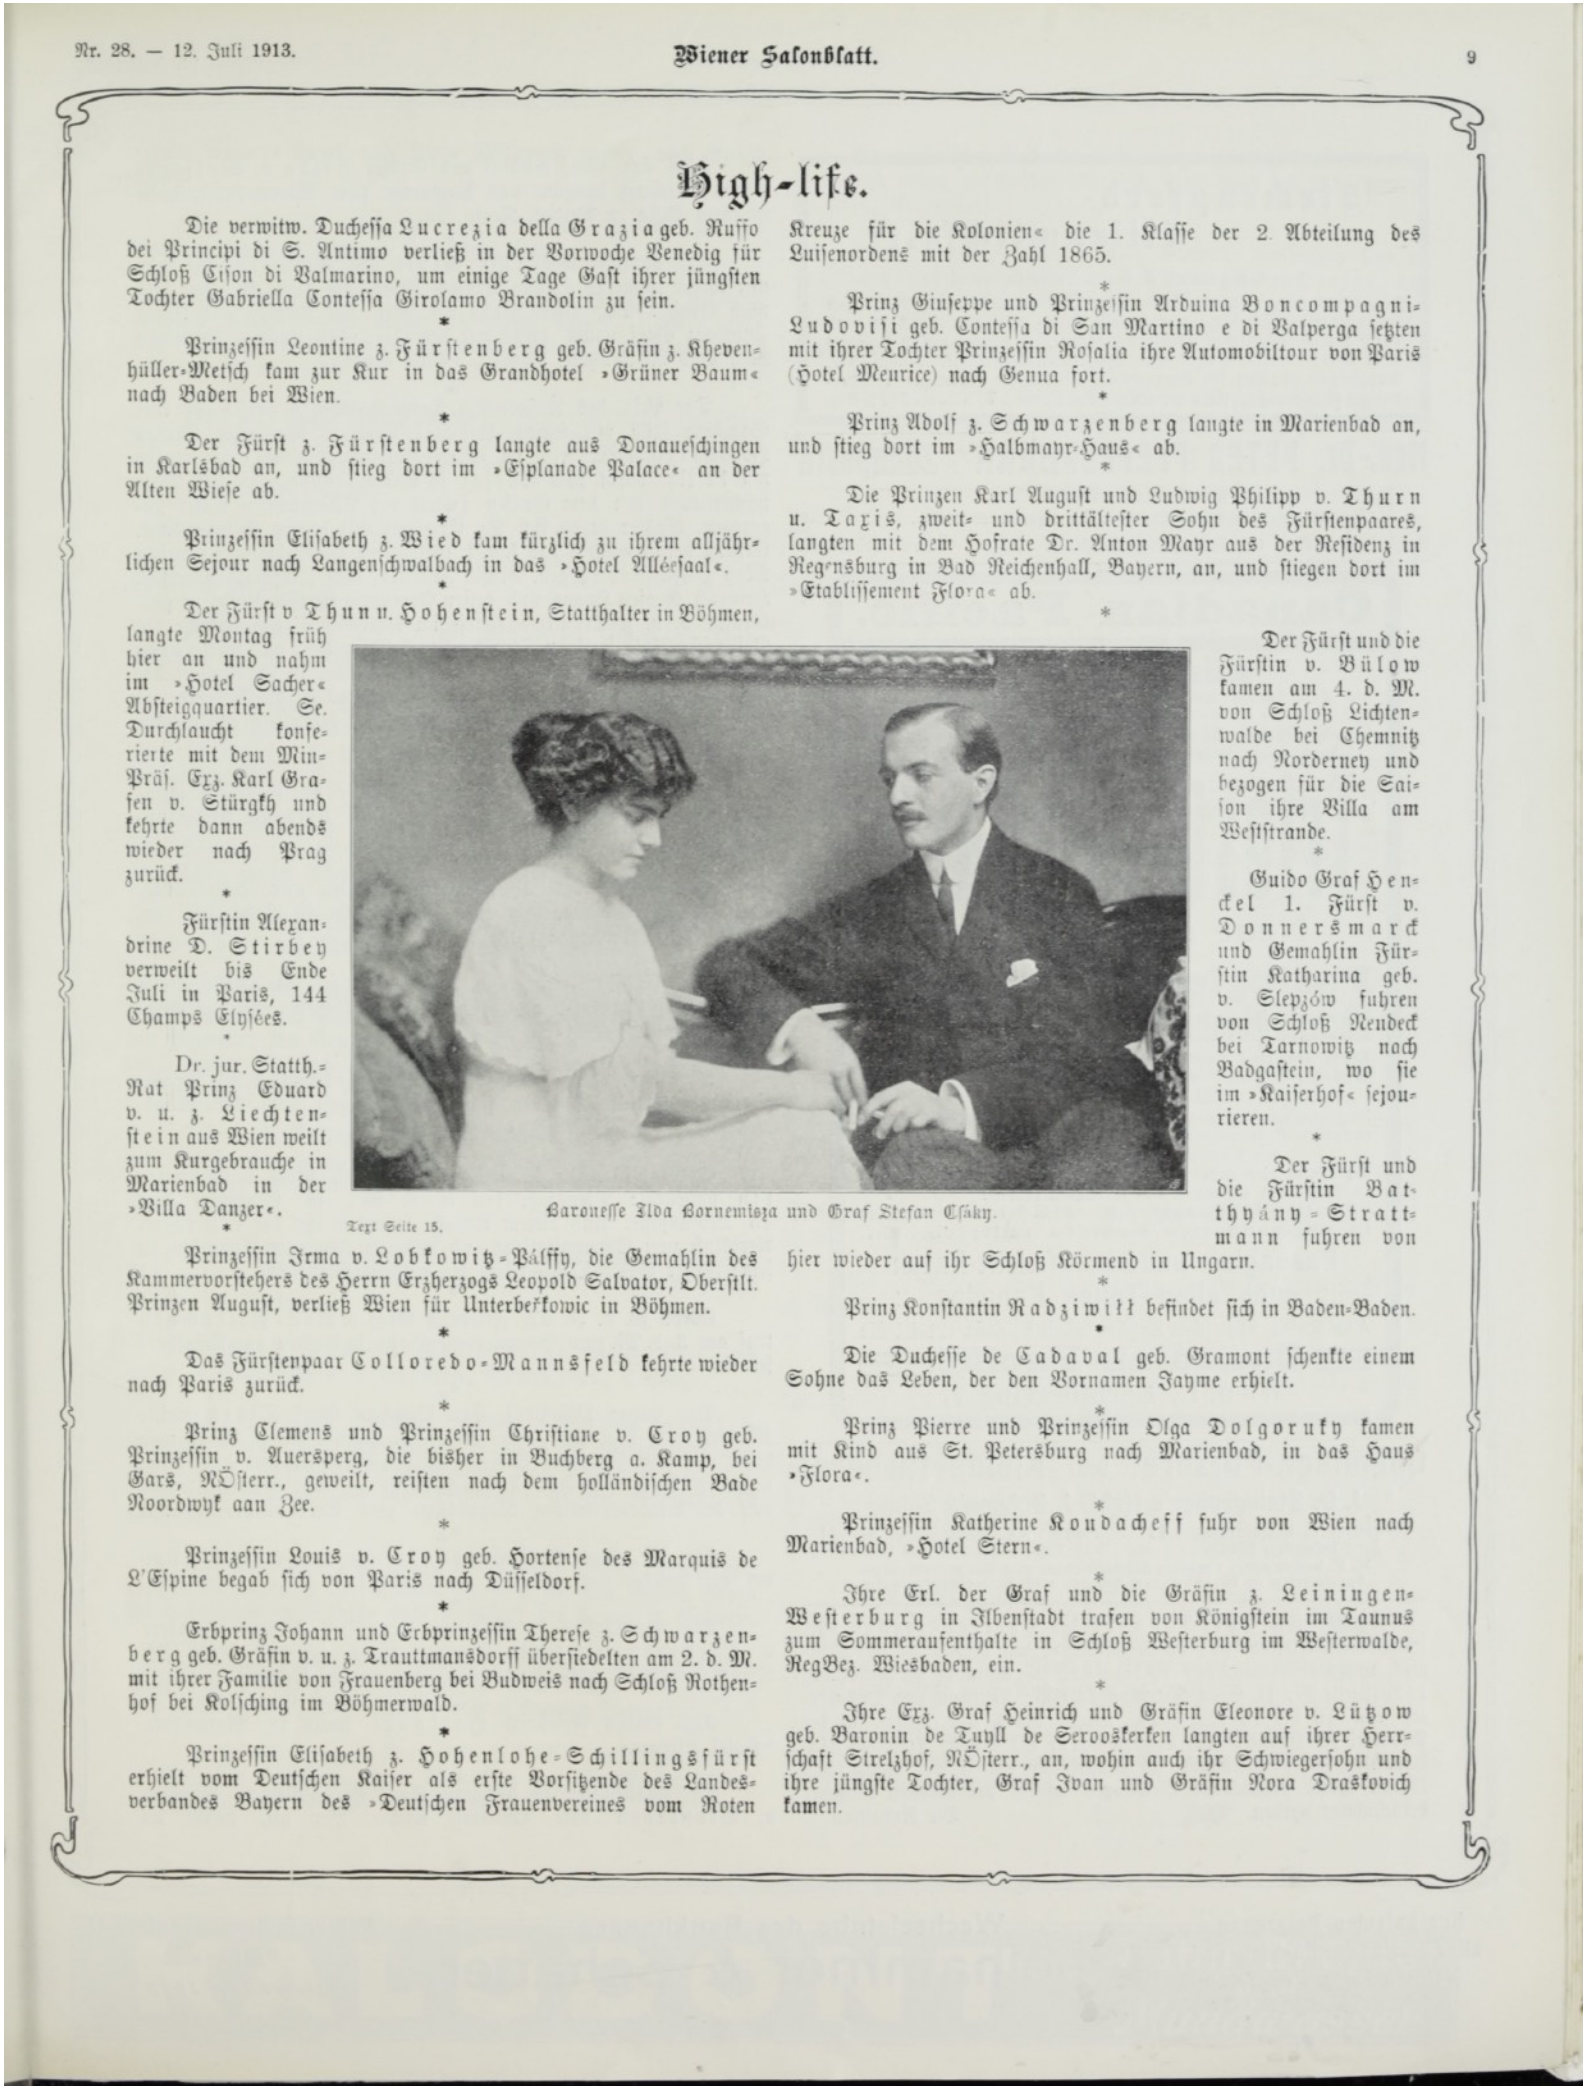 Nr. 28. — 12. Juli 1913.
Wiener Salonblatt.
9
High-life.
Die verwitw. Duchessa Lucrezia della Grazia geb. Ruffo
dei Principi di S. Antimo verließ in der Vorwoche Venedig für
Schloß Cison di Valmarino, um einige Tage Gast ihrer jüngsten
Tochter Gabriella Contessa Girolamo Brandolin zu sein.
*
Prinzessin Leontine z. Fürstenberg geb. Gräfin z. Kheven-
hüller-Metsch kam zur Kur in das Grandhotel »Grüner Baum«
nach Baden bei Wien.
*
Der Fürst z. Fürstenberg langte aus Donaueschingen
in Karlsbad an, und stieg dort im »Esplanade Palace« an der
Alten Wiese ab.
*
Prinzessin Elisabeth z. Wied kam kürzlich zu ihrem alljähr-
lichen Sejour nach Langenschwalbach in das »Hotel Alléesaal«.
*
Der Fürst v Thun u. Hohenstein, Statthalter in Böhmen,
langte Montag früh
hier an und nahm
im »Hotel Sacher«
Absteigquartier. Se.
Durchlaucht konfe-
rierte mit dem Min-
Präs. Exz. Karl Gra-
fen v. Stürgkh und
kehrte dann abends
wieder nach Prag
zurück.
*
Fürstin Alexan-
drine D. Stirbey
verweilt bis Ende
Juli in Paris, 144
Champs Elysées.
*
Dr. jur. Statth.-
Rat Prinz Eduard
v. u. z. Liechten-
stein aus Wien weilt
zum Kurgebrauche in
Marienbad in der
»Villa Danzer«.
*
Text Seite 15.
Baronesse Ilda Bornemisza und Graf Stefan Csáky.
Prinzessin Irma v. Lobkowitz-Pálffy, die Gemahlin des
Kammervorstehers des Herrn Erzherzogs Leopold Salvator, Oberstlt.
Prinzen August, verließ Wien für Unterbeřkowic in Böhmen.
*
Das Fürstenpaar Colloredo-Mannsfeld kehrte wieder
nach Paris zurück.
*
Prinz Clemens und Prinzessin Christiane v. Croy geb.
Prinzessin v. Auersperg, die bisher in Buchberg a. Kamp, bei
Gars, NÖsterr., geweilt, reisten nach dem holländischen Bade
Noordwyk aan Zee.
*
Prinzessin Louis v. Croy geb. Hortense des Marquis de
L'Espine begab sich von Paris nach Düsseldorf.
*
Erbprinz Johann und Erbprinzessin Therese z. Schwarzen-
berg geb. Gräfin v. u. z. Trauttmansdorff übersiedelten am 2. d. M.
mit ihrer Familie von Frauenberg bei Budweis nach Schloß Rothen-
hof bei Kolsching im Böhmerwald.
*
Prinzessin Elisabeth z. Hohenlohe-Schillingsfürst
erhielt vom Deutschen Kaiser als erste Vorsitzende des Landes-
verbandes Bayern des »Deutschen Frauenvereines vom Roten
Kreuze für die Kolonien« die 1. Klasse der 2. Abteilung des
Luisenordens mit der Zahl 1865.
*
Prinz Giuseppe und Prinzessin Arduina Boncompagni-
Ludovisi geb. Contessa di San Martino e di Valperga setzten
mit ihrer Tochter Prinzessin Rosalia ihre Automobiltour von Paris
(Hotel Meurice) nach Genua fort.
*
Prinz Adolf z. Schwarzenberg langte in Marienbad an,
und stieg dort im »Halbmayr-Haus« ab.
*
Die Prinzen Karl August und Ludwig Philipp v. Thurn
u. Taxis, zweit- und drittältester Sohn des Fürstenpaares,
langten mit dem Hofrate Dr. Anton Mayr aus der Residenz in
Regensburg in Bad Reichenhall, Bayern, an, und stiegen dort im
»Etablissement Flora« ab.
*
Der Fürst und die
Fürstin v. Bülow
kamen am 4. d. M.
von Schloß Lichten-
walde bei Chemnitz
nach Norderney und
bezogen für die Sai-
son ihre Villa am
Weststrande.
*
Guido Graf Hen-
ckel 1. Fürst v.
Donnersmarck
und Gemahlin Für-
stin Katharina geb.
v. Slepzów fuhren
von Schloß Neudeck
bei Tarnowitz nach
Badgastein, wo sie
im »Kaiserhof« sejou-
rieren.
*
Der Fürst und
die Fürstin Bat-
thyány-Stratt-
mann fuhren von
hier wieder auf ihr Schloß Körmend in Ungarn.
*
Prinz Konstantin Radziwiłł befindet sich in Baden-Baden.
*
Die Duchesse de Cadaval geb. Gramont schenkte einem
Sohne das Leben, der den Vornamen Jayme erhielt.
*
Prinz Pierre und Prinzessin Olga Dolgoruky kamen
mit Kind aus St. Petersburg nach Marienbad, in das Haus
»Flora«.
*
Prinzessin Katherine Koudacheff fuhr von Wien nach
Marienbad, »Hotel Stern«.
*
Ihre Erl. der Graf und die Gräfin z. Leiningen-
Westerburg in Ilbenstadt trafen von Königstein im Taunus
zum Sommeraufenthalte in Schloß Westerburg im Westerwalde,
RegBez. Wiesbaden, ein.
*
Ihre Exz. Graf Heinrich und Gräfin Eleonore v. Lützow
geb. Baronin de Tuyll de Serooskerken langten auf ihrer Herr-
schaft Strelzhof, NÖsterr., an, wohin auch ihr Schwiegersohn und
ihre jüngste Tochter, Graf Ivan und Gräfin Nora Draskovich
kamen.